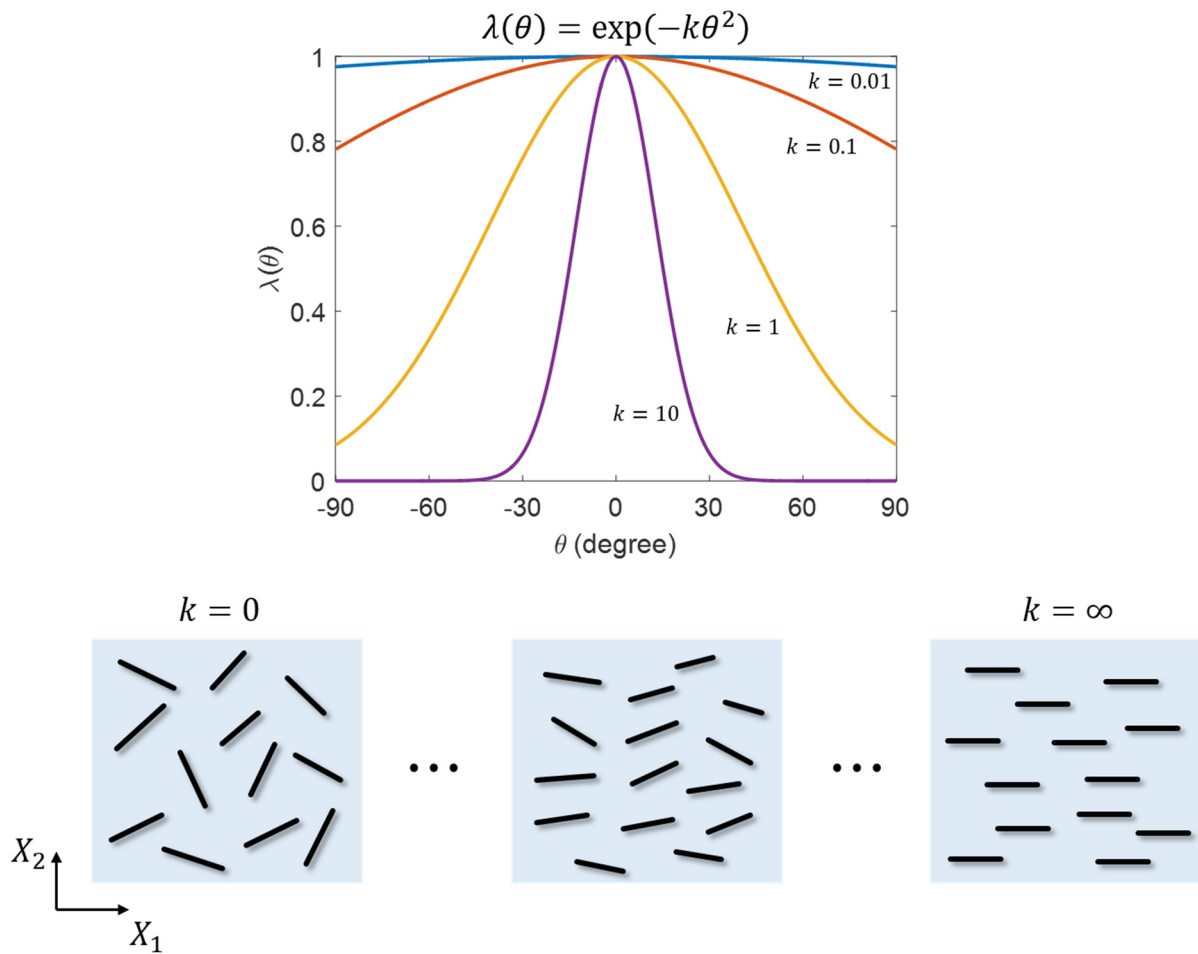 λ(θ) = exp(−kθ²)
1
0.8
0.6
0.4
0.2
0
λ(θ)
k = 0.01
k = 0.1
k = 1
k = 10
-90 -60 -30 0 30 60 90
θ (degree)
k = 0
k = ∞
•••
•••
X₂
X₁